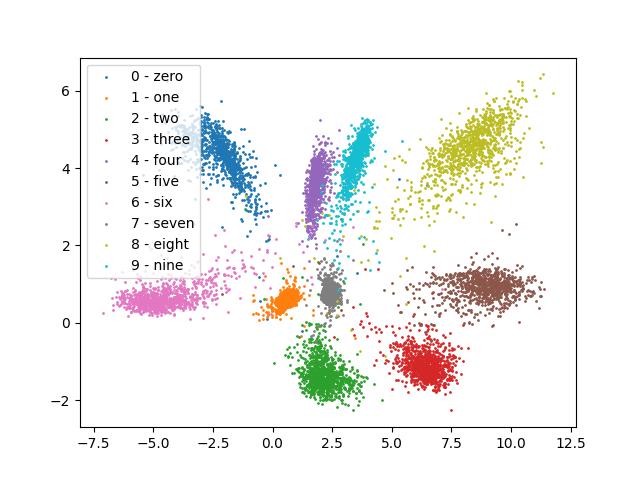 0 - zero
1 - one
2 - two
3 - three
4 - four
5 - five
6 - six
7 - seven
8 - eight
9 - nine
6
4
2
0
−2
−7.5 −5.0 −2.5 0.0 2.5 5.0 7.5 10.0 12.5